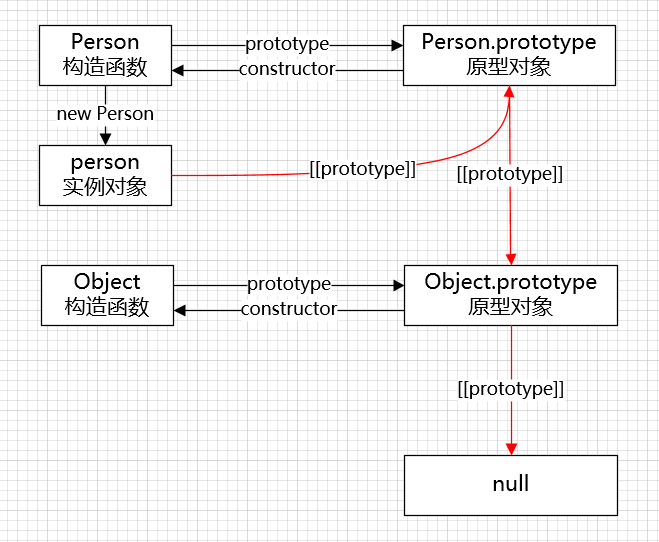 Person
构造函数
prototype
constructor
Person.prototype
原型对象
new Person
person
实例对象
[[prototype]]
[[prototype]]
Object
构造函数
prototype
constructor
Object.prototype
原型对象
[[prototype]]
null